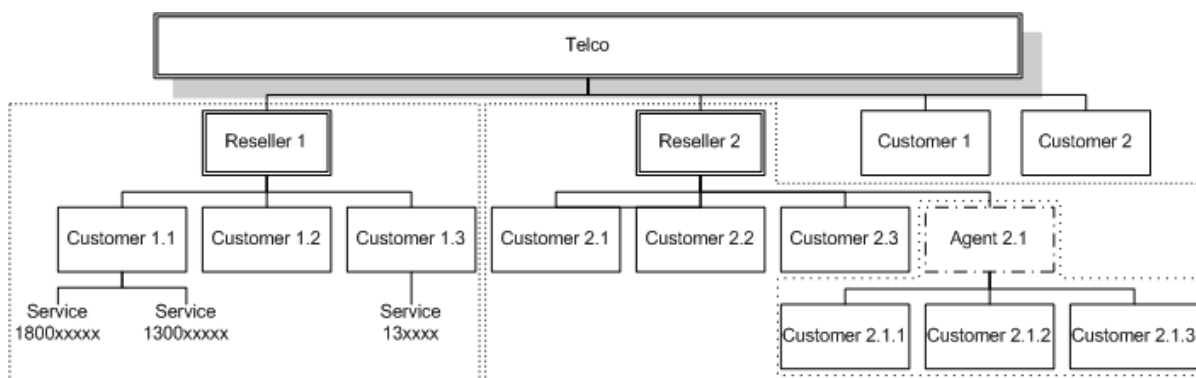 Telco
Reseller 1
Reseller 2
Customer 1
Customer 2
Customer 1.1
Customer 1.2
Customer 1.3
Customer 2.1
Customer 2.2
Customer 2.3
Agent 2.1
Service
1800xxxxx
Service
1300xxxxx
Service
13xxxx
Customer 2.1.1
Customer 2.1.2
Customer 2.1.3